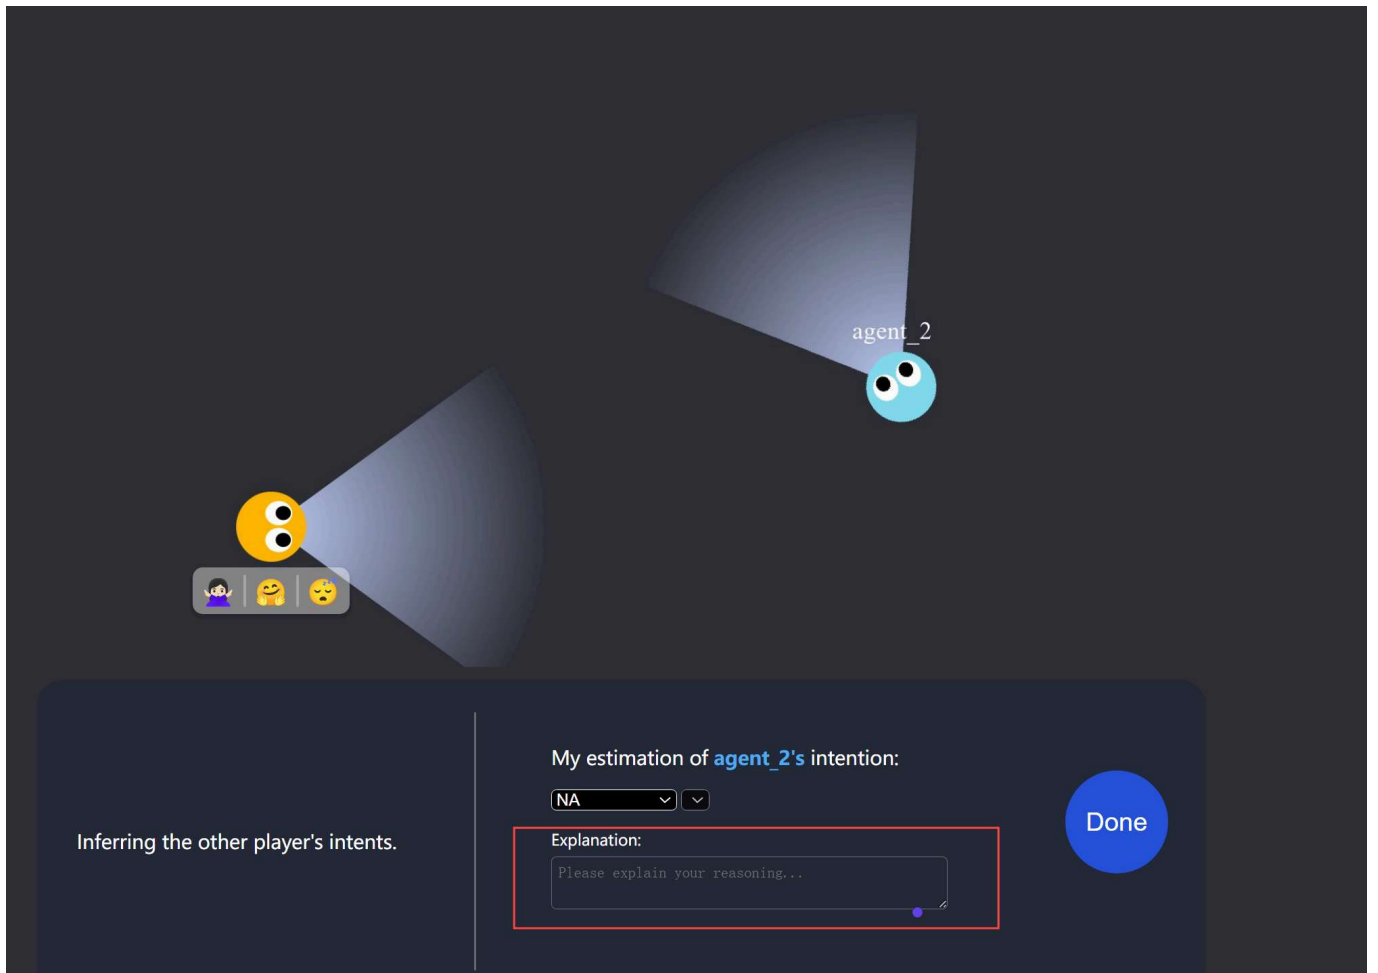 agent_2
My estimation of agent_2's intention:
NA
Inferring the other player's intents.
Explanation:
Please explain your reasoning...
Done